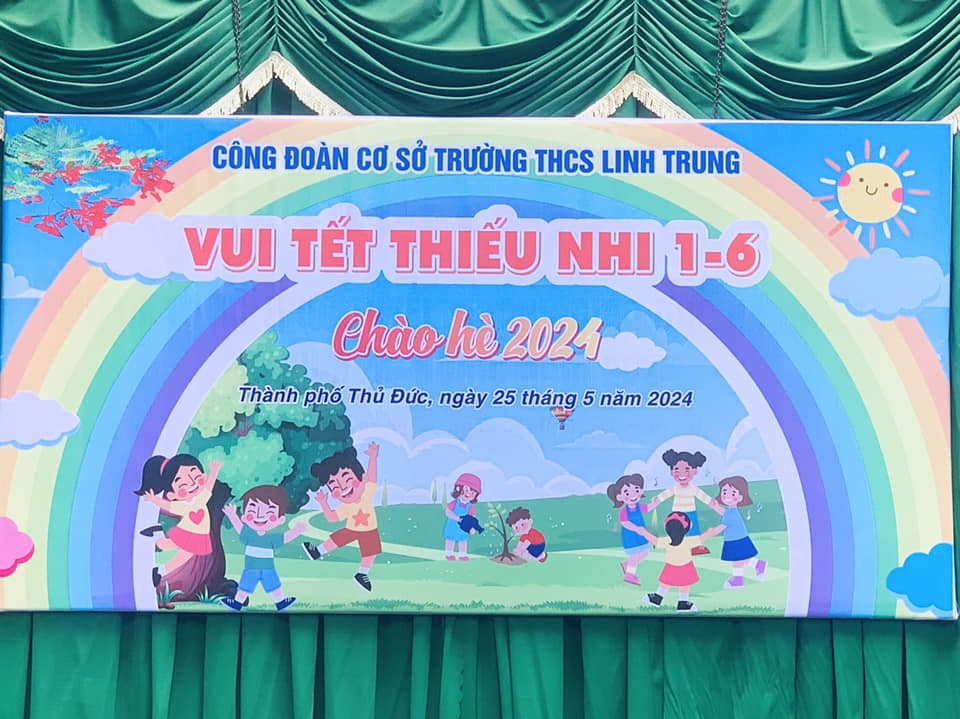 CÔNG ĐOÀN CƠ SỞ TRƯỜNG THCS LINH TRUNG
VUI TẾT THIẾU NHI 1-6
Chào hè 2024
Thành phố Thủ Đức, ngày 25 tháng 5 năm 2024